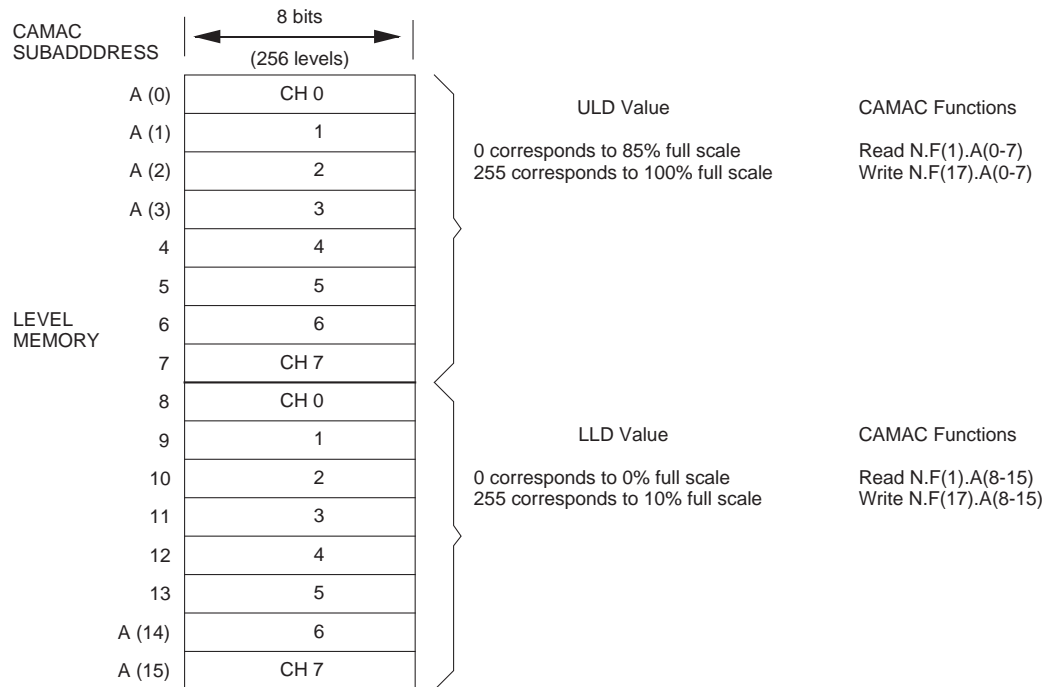 CAMAC
SUBADDDRESS
8 bits
(256 levels)
A (0) CH 0
A (1) 1
A (2) 2
A (3) 3
4 4
5 5
6 6
7 CH 7
8 CH 0
9 1
10 2
11 3
12 4
13 5
A (14) 6
A (15) CH 7
LEVEL
MEMORY
ULD Value
0 corresponds to 85% full scale
255 corresponds to 100% full scale
CAMAC Functions
Read N.F(1).A(0-7)
Write N.F(17).A(0-7)
LLD Value
0 corresponds to 0% full scale
255 corresponds to 10% full scale
CAMAC Functions
Read N.F(1).A(8-15)
Write N.F(17).A(8-15)